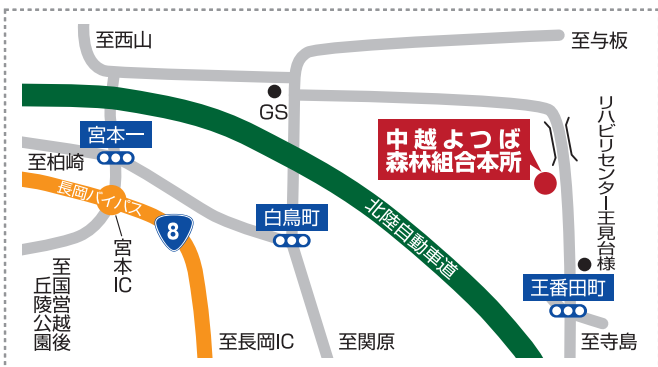 至西山
至与板
GS
リハビリセンター王見台様
宮本一
中越よつば
森林組合本所
至柏崎
長岡バイパス
8
白鳥町
北陸自動車道
宮本IC
至国営越後
丘陵公園
王番田町
至長岡IC
至関原
至寺島